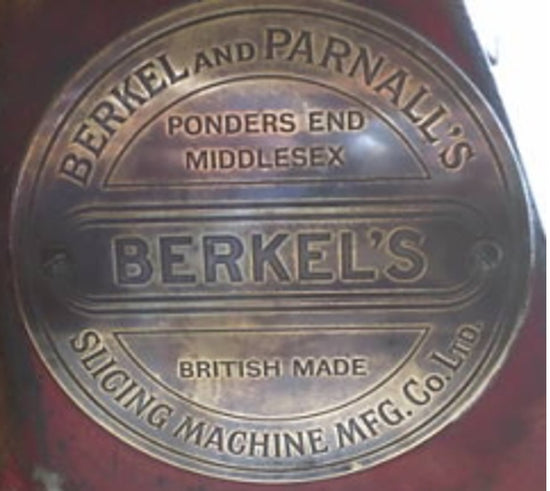 BERKEL AND PARNALL'S
PONDERS END
MIDDLESEX
BERKEL'S
BRITISH MADE
SLICING MACHINE MFG. CO. LTD.